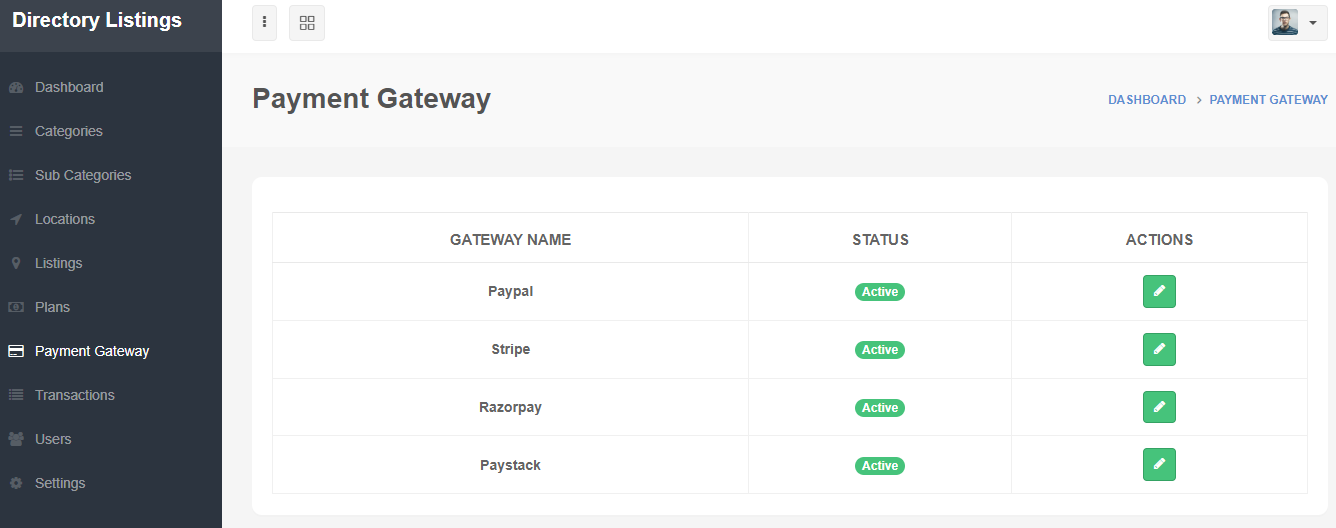 Directory Listings
Dashboard
Categories
Sub Categories
Locations
Listings
Plans
Payment Gateway
Transactions
Users
Settings
Payment Gateway
DASHBOARD > PAYMENT GATEWAY
GATEWAY NAME STATUS ACTIONS
Paypal Active
Stripe Active
Razorpay Active
Paystack Active